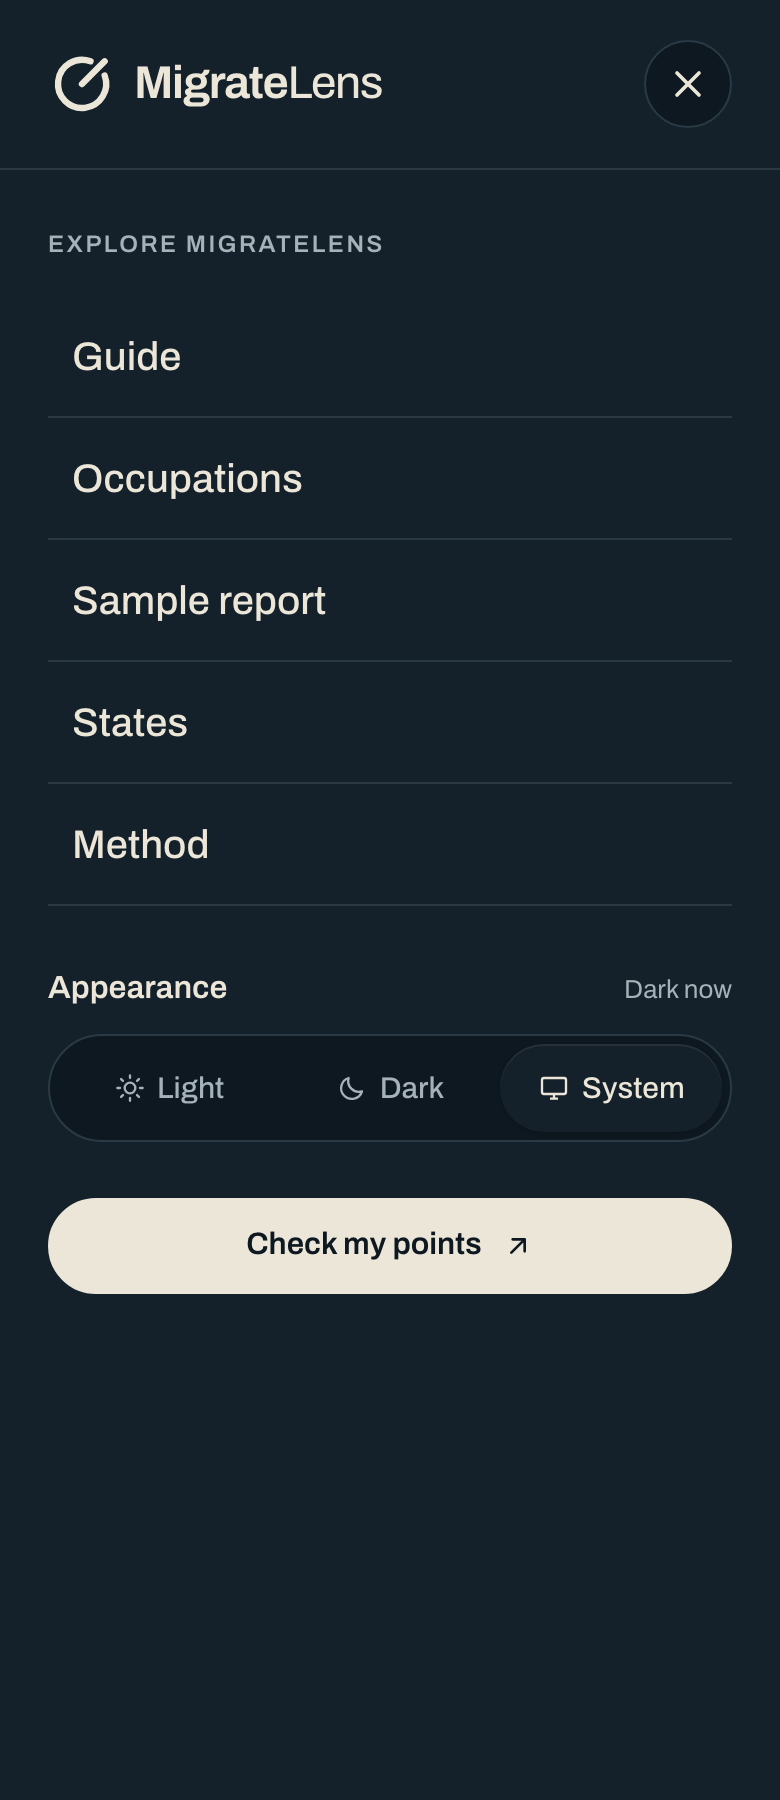 MigrateLens
EXPLORE MIGRATELENS
Guide
Occupations
Sample report
States
Method
Appearance
Dark now
Light
Dark
System
Check my points